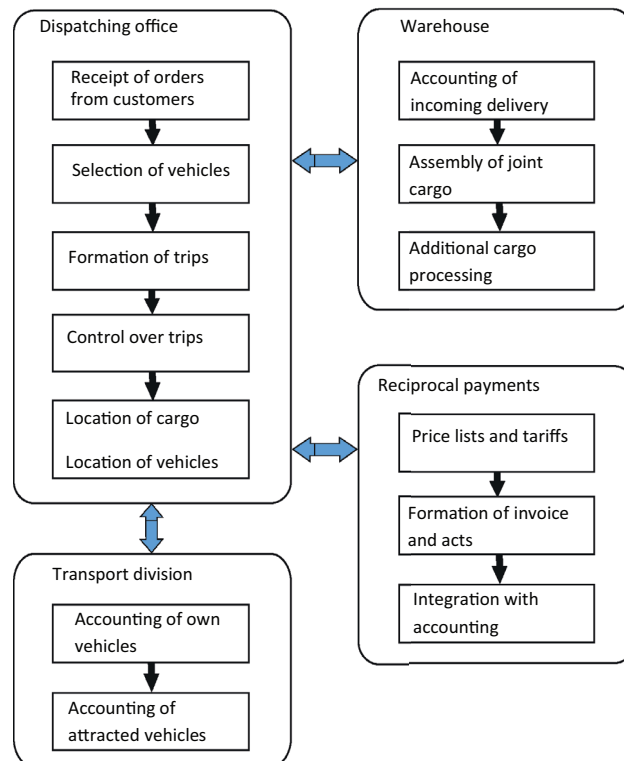 Dispatching office
Receipt of orders
from customers
Selection of vehicles
Formation of trips
Control over trips
Location of cargo
Location of vehicles
Warehouse
Accounting of
incoming delivery
Assembly of joint
cargo
Additional cargo
processing
Reciprocal payments
Price lists and tariffs
Formation of invoice
and acts
Integration with
accounting
Transport division
Accounting of own
vehicles
Accounting of
attracted vehicles